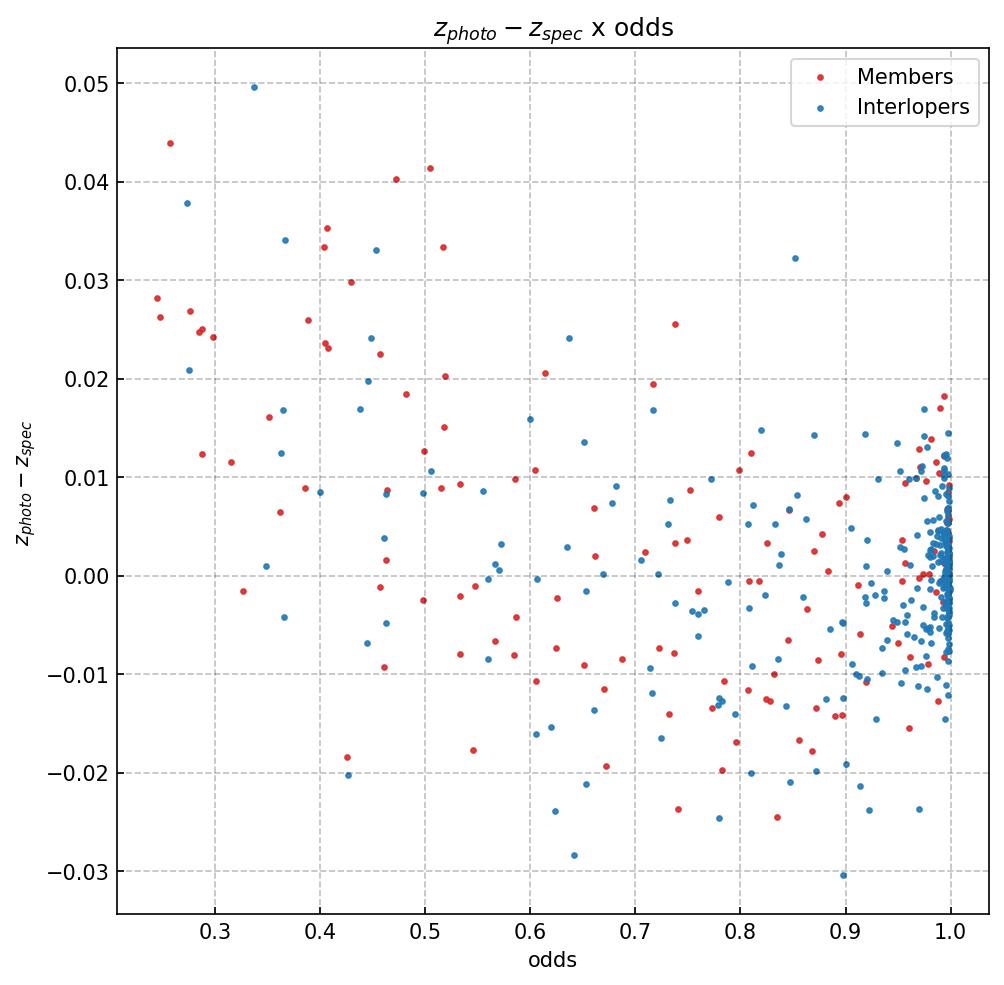 z_photo − z_spec x odds
Members
Interlopers
0.05
0.04
0.03
0.02
0.01
0.00
−0.01
−0.02
−0.03
z_photo − z_spec
0.3 0.4 0.5 0.6 0.7 0.8 0.9 1.0
odds